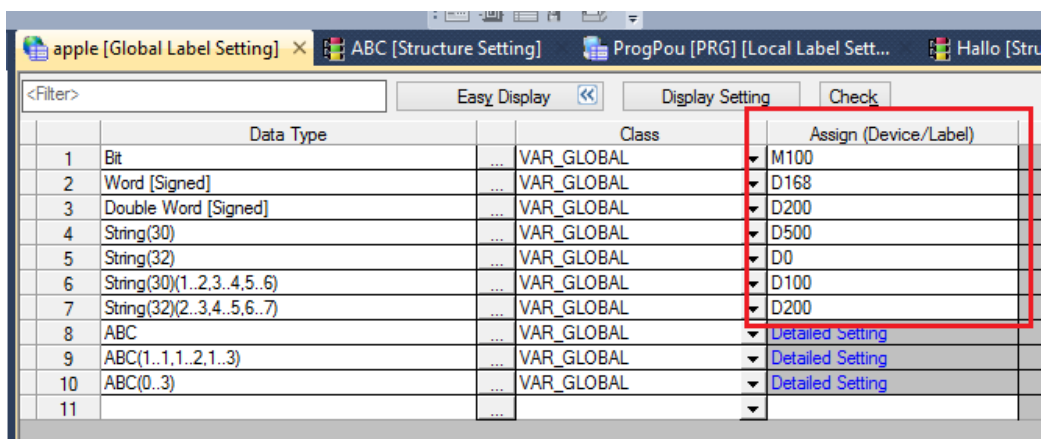 apple [Global Label Setting] ABC [Structure Setting] ProgPou [PRG] [Local Label Sett... Hallo [Stru
<Filter> Easy Display Display Setting Check
Data Type Class Assign (Device/Label)
1 Bit ... VAR_GLOBAL M100
2 Word [Signed] ... VAR_GLOBAL D168
3 Double Word [Signed] ... VAR_GLOBAL D200
4 String(30) ... VAR_GLOBAL D500
5 String(32) ... VAR_GLOBAL D0
6 String(30)(1..2,3..4,5..6) ... VAR_GLOBAL D100
7 String(32)(2..3,4..5,6..7) ... VAR_GLOBAL D200
8 ABC ... VAR_GLOBAL Detailed Setting
9 ABC(1..1,1..2,1..3) ... VAR_GLOBAL Detailed Setting
10 ABC(0..3) ... VAR_GLOBAL Detailed Setting
11 ...